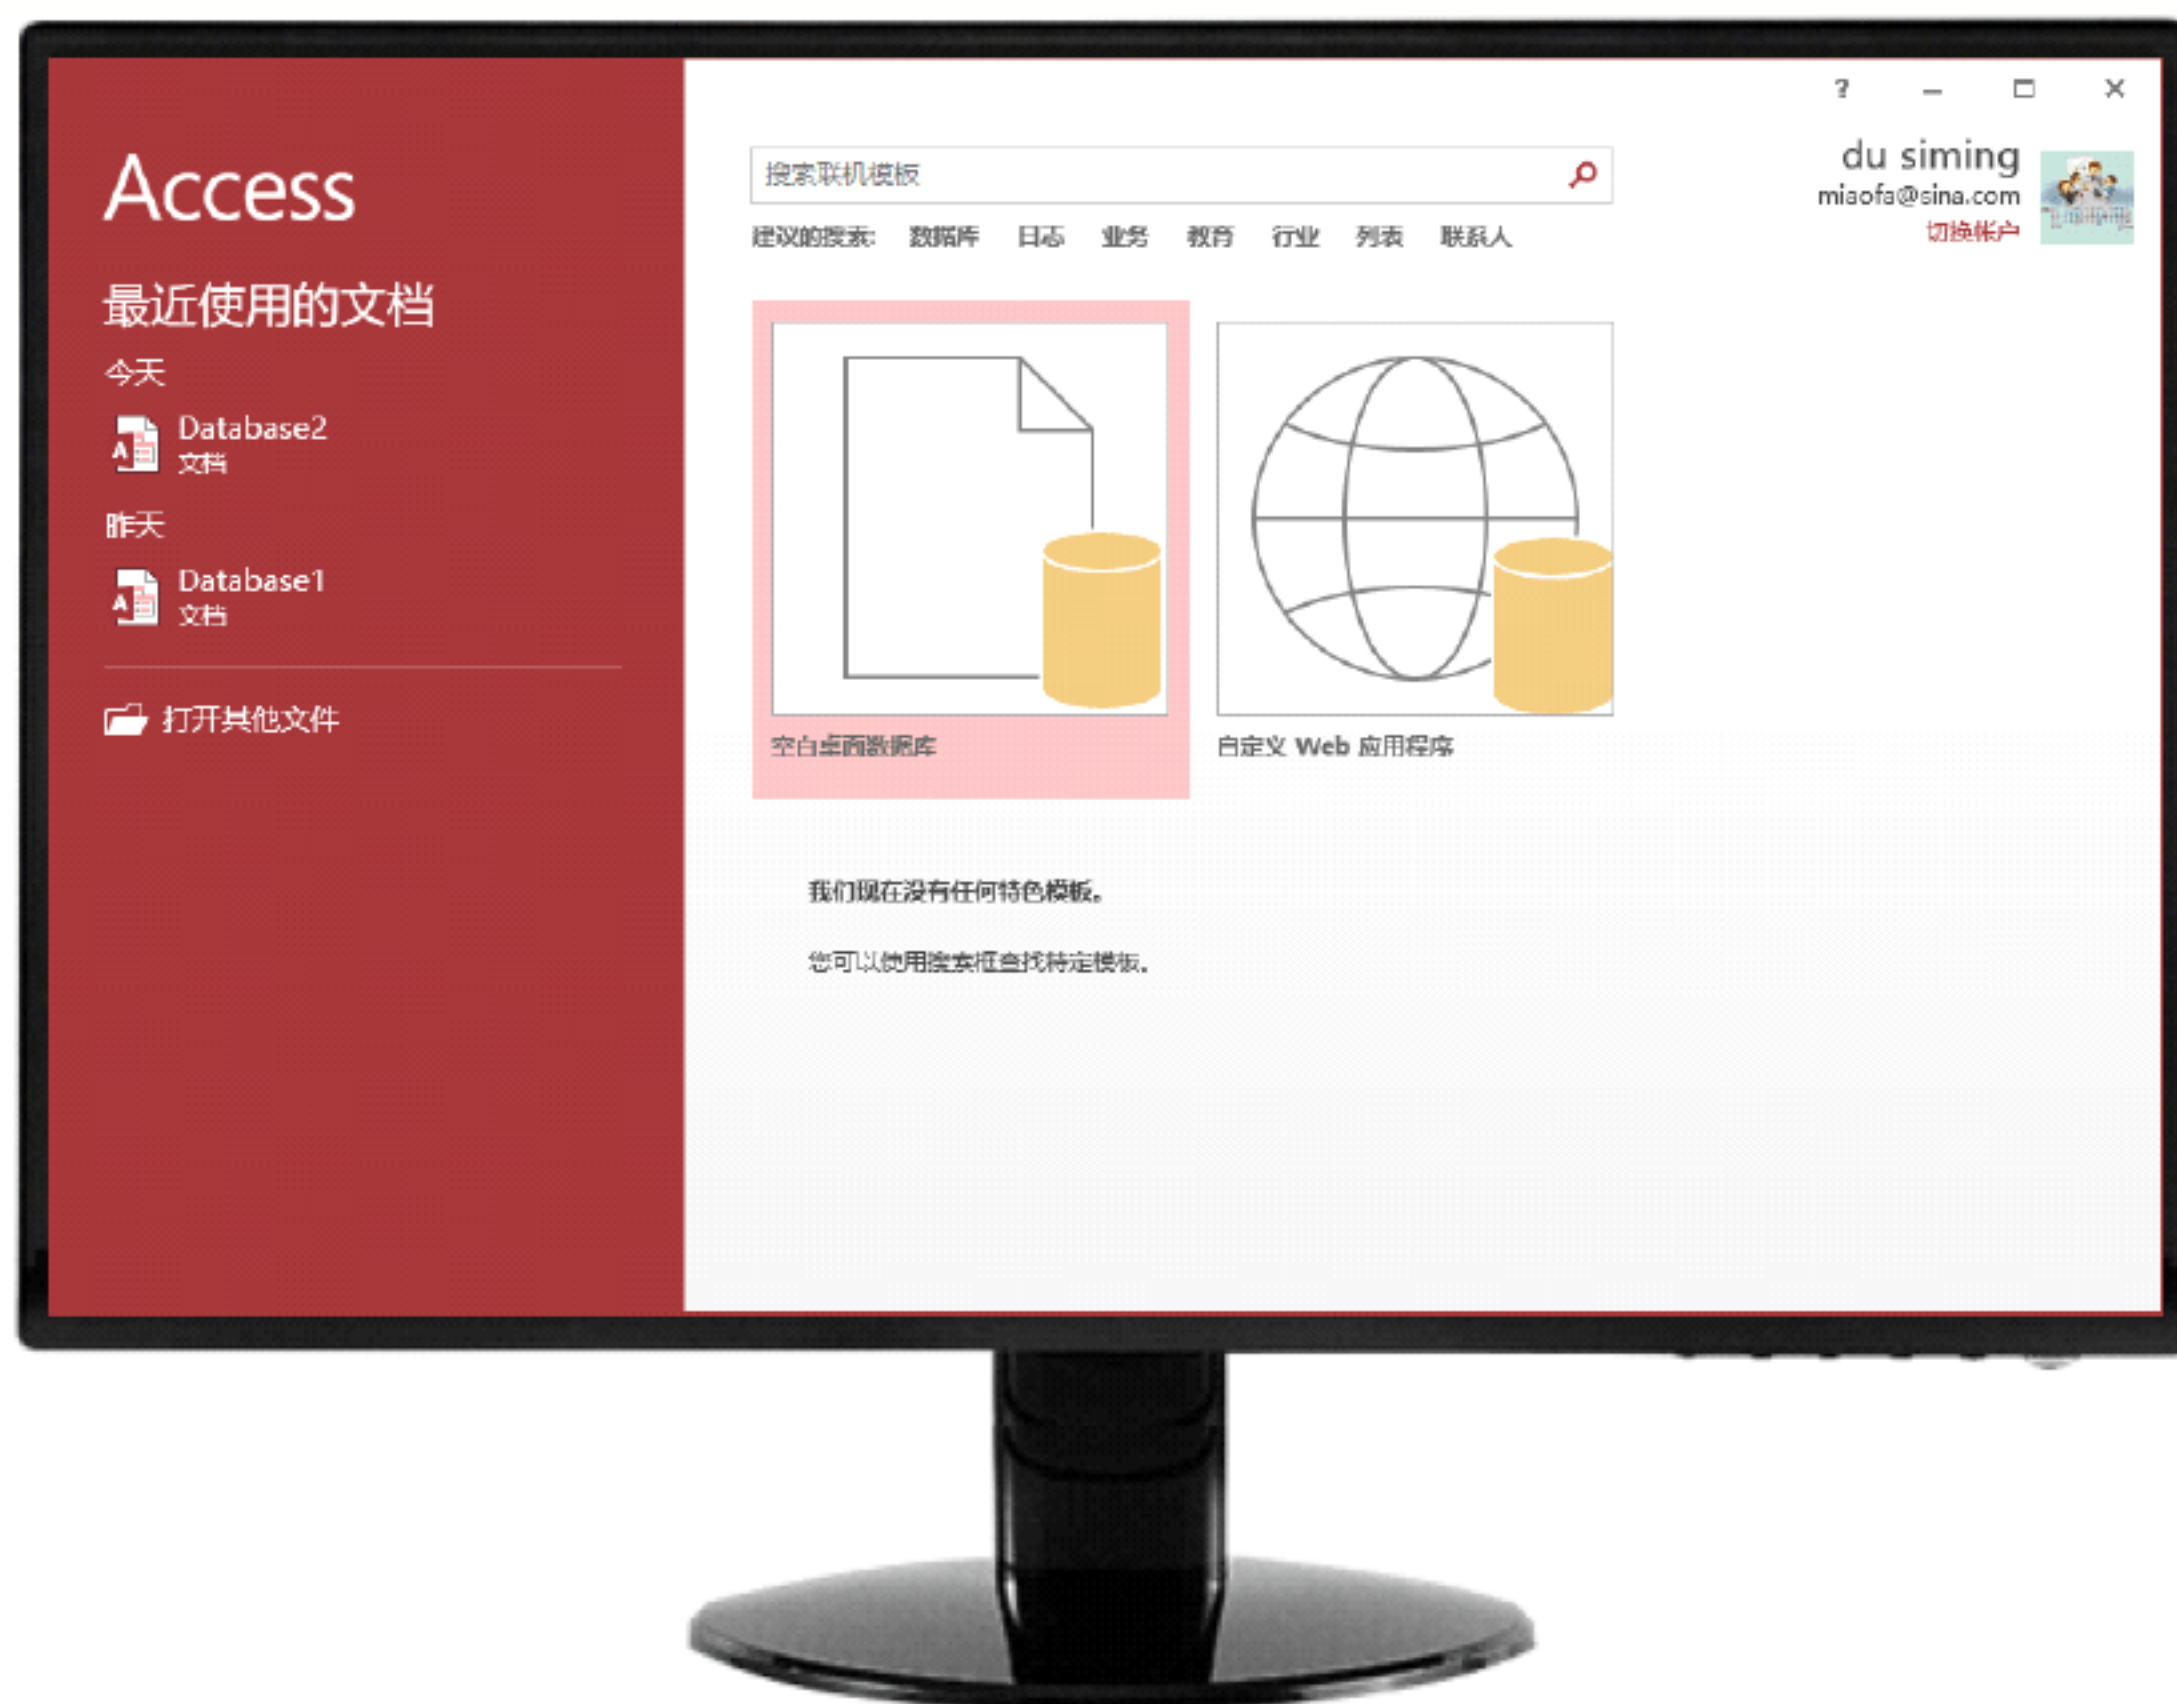 Access
最近使用的文档
今天
Database2
文档
昨天
Database1
文档
打开其他文件
搜索联机模板
建议的搜索: 数据库 日志 业务 教育 行业 列表 联系人
du siming
miaofa@sina.com
切换帐户
空白桌面数据库
自定义 Web 应用程序
我们现在没有任何特色模板。
您可以使用搜索框查找特定模板。